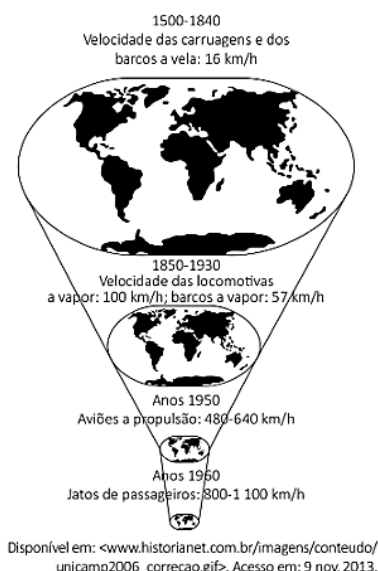 1500-1840
Velocidade das carruagens e dos
barcos a vela: 16 km/h
1850-1930
Velocidade das locomotivas
a vapor: 100 km/h; barcos a vapor: 57 km/h
Anos 1950
Aviões a propulsão: 480-640 km/h
Anos 1960
Jatos de passageiros: 800-1 100 km/h
Disponível em: <www.historianet.com.br/imagens/conteudo/
unicamp2006_correcao.gif>. Acesso em: 9 nov. 2013.